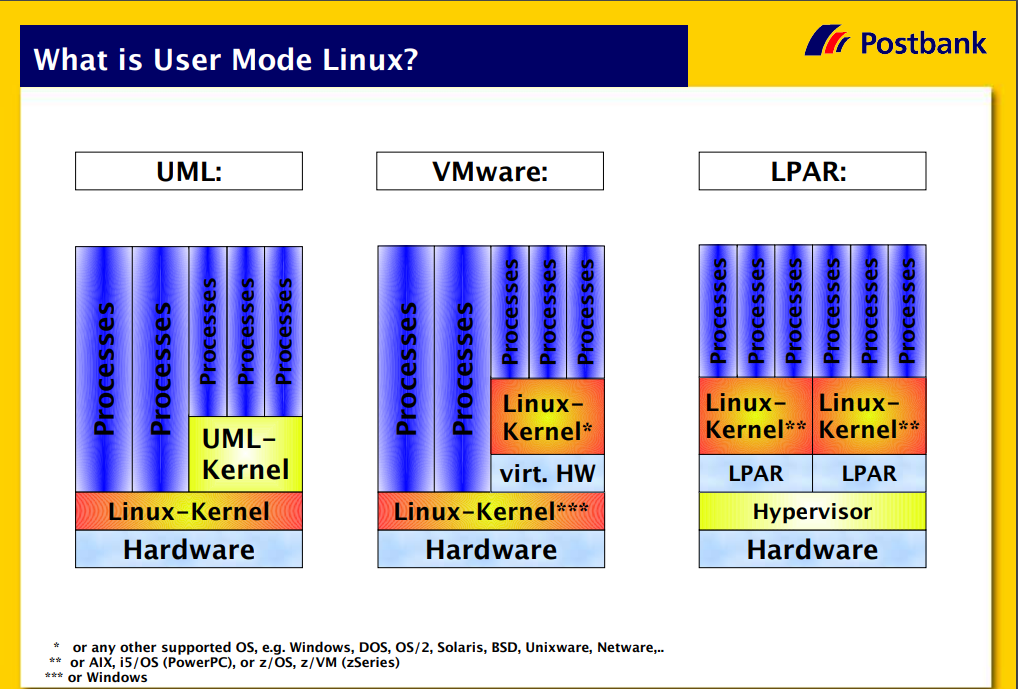 What is User Mode Linux?
Postbank
UML:
Processes
Processes
Processes
Processes
Processes
UML-
Kernel
Linux-Kernel
Hardware
VMware:
Processes
Processes
Processes
Processes
Processes
Linux-
Kernel*
virt. HW
Linux-Kernel***
Hardware
LPAR:
Processes
Processes
Processes
Processes
Processes
Processes
Linux-
Kernel**
Linux-
Kernel**
LPAR
LPAR
Hypervisor
Hardware
* or any other supported OS, e.g. Windows, DOS, OS/2, Solaris, BSD, Unixware, Netware,..
** or AIX, i5/OS (PowerPC), or z/OS, z/VM (zSeries)
*** or Windows